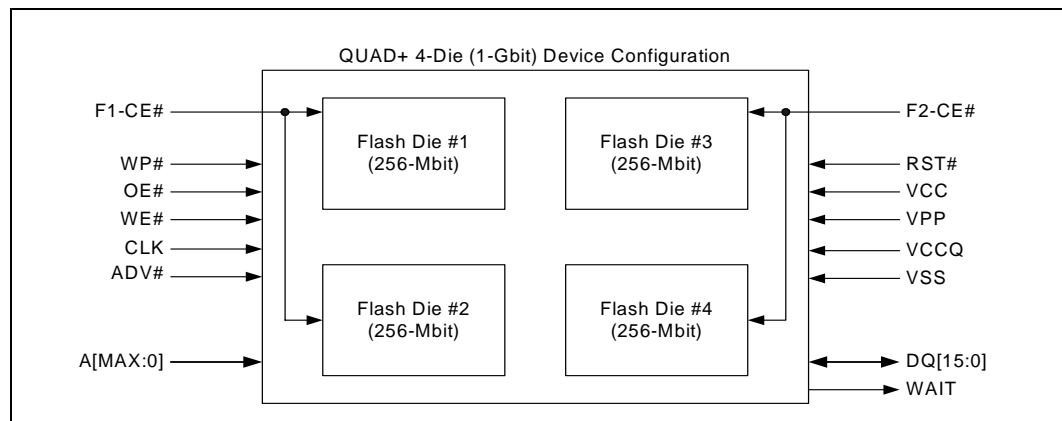 QUAD+ 4-Die (1-Gbit) Device Configuration
F1-CE#
WP#
OE#
WE#
CLK
ADV#
A[MAX:0]
Flash Die #1
(256-Mbit)
Flash Die #2
(256-Mbit)
Flash Die #3
(256-Mbit)
Flash Die #4
(256-Mbit)
F2-CE#
RST#
VCC
VPP
VCCQ
VSS
DQ[15:0]
WAIT